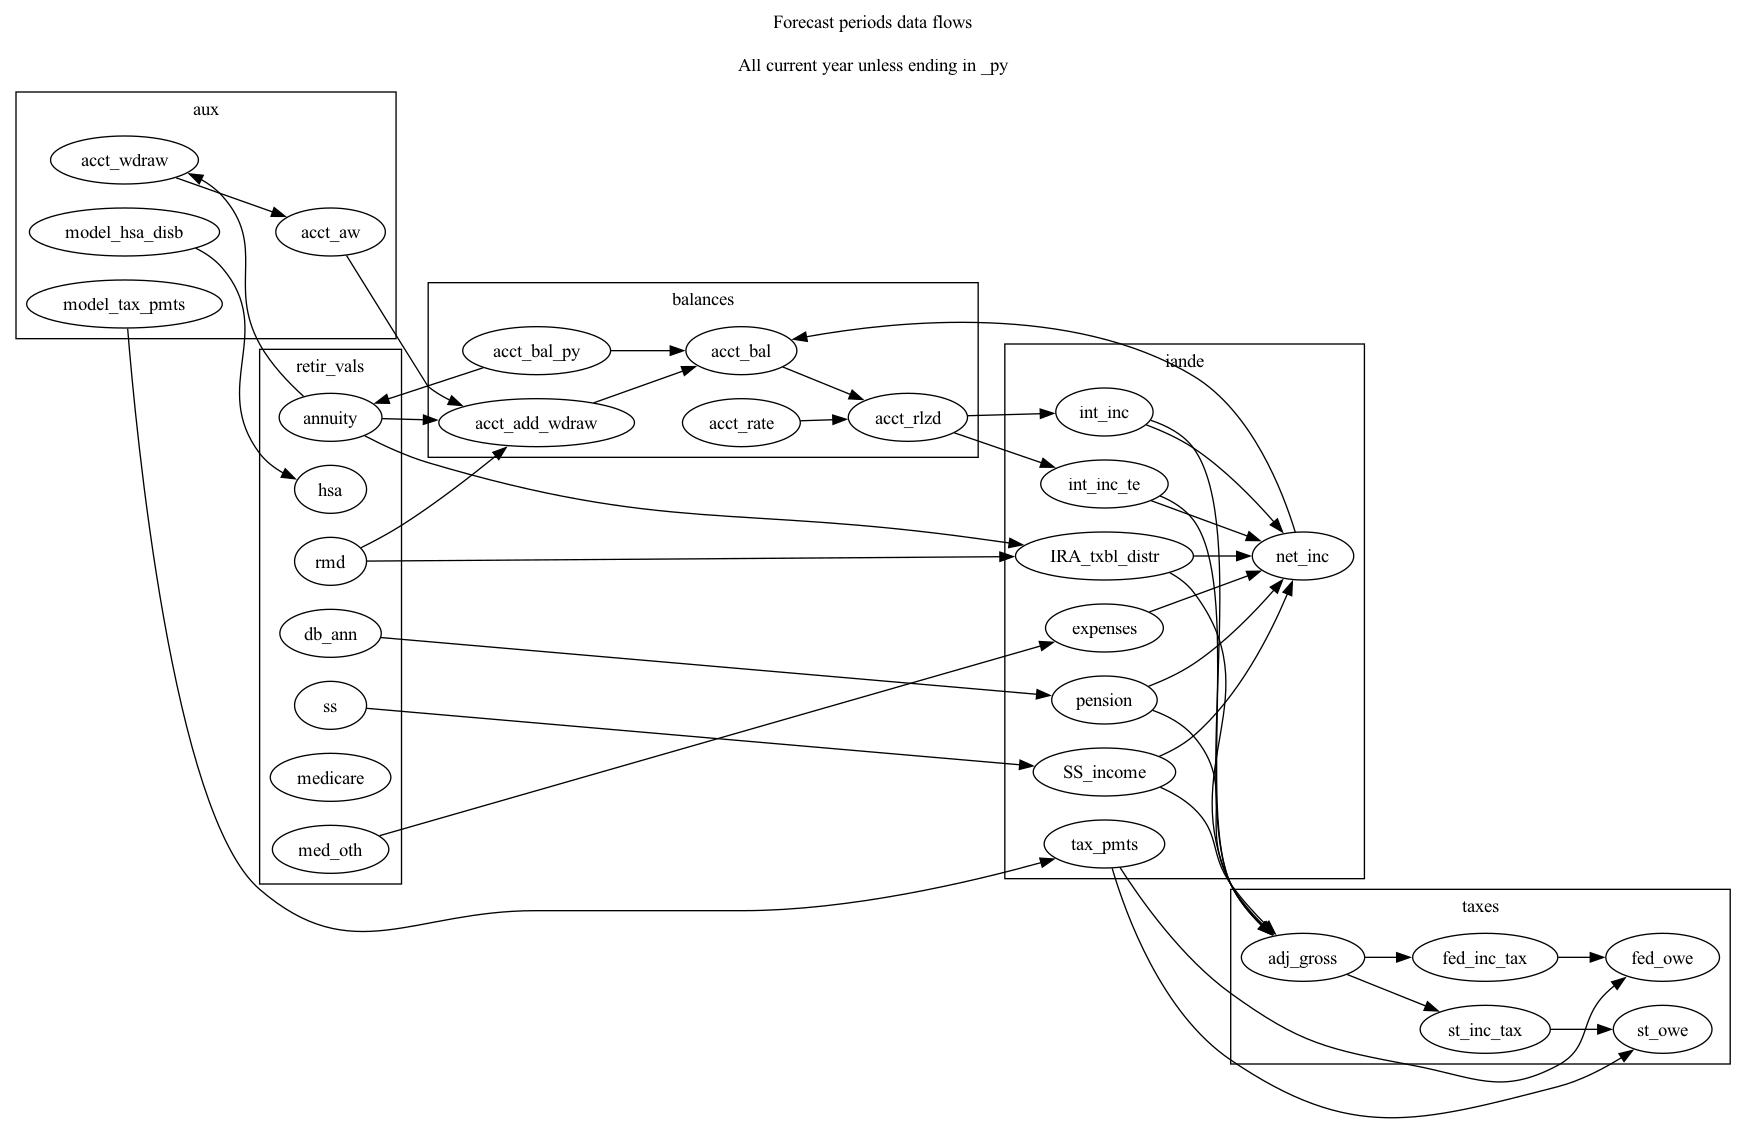 Forecast periods data flows
All current year unless ending in _py
aux
acct_wdraw
model_hsa_disb
acct_aw
model_tax_pmts
retir_vals
annuity
hsa
rmd
db_ann
ss
medicare
med_oth
balances
acct_bal_py
acct_bal
acct_add_wdraw
acct_rate
acct_rlzd
iande
int_inc
int_inc_te
IRA_txbl_distr
net_inc
expenses
pension
SS_income
tax_pmts
taxes
adj_gross
fed_inc_tax
fed_owe
st_inc_tax
st_owe